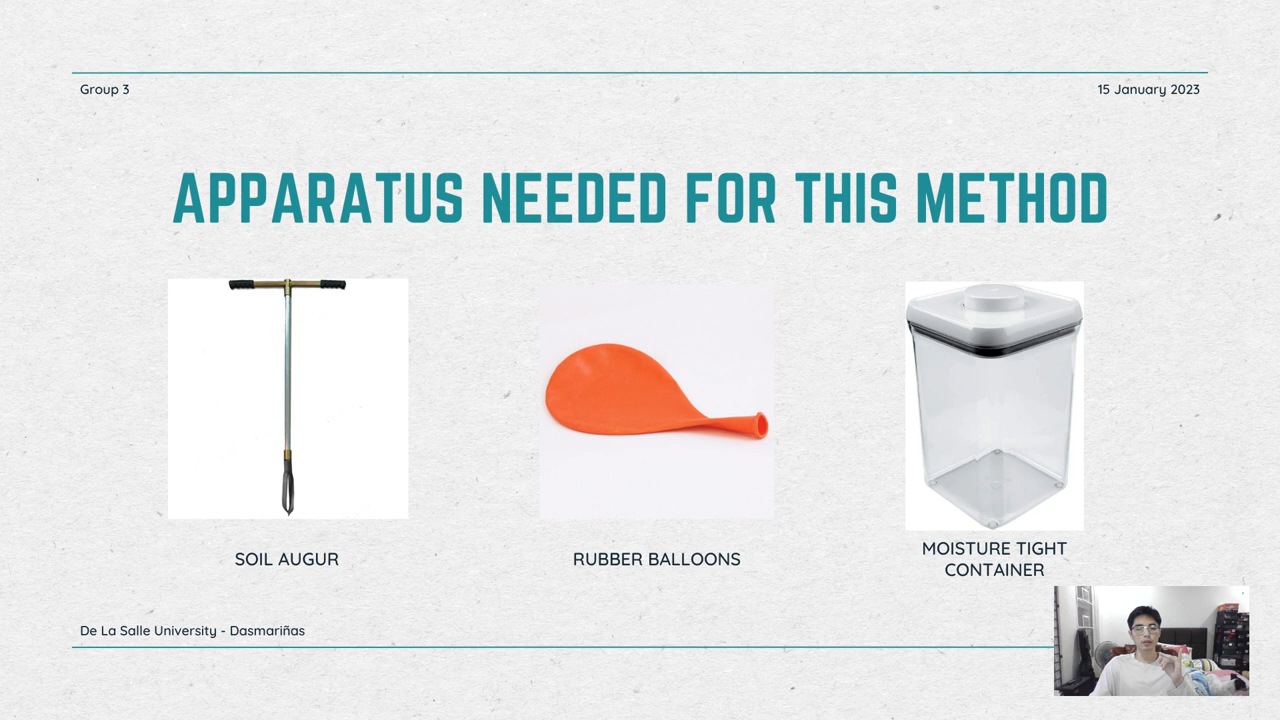 Group 3
15 January 2023
APPARATUS NEEDED FOR THIS METHOD
SOIL AUGUR
RUBBER BALLOONS
MOISTURE TIGHT
CONTAINER
De La Salle University - Dasmariñas